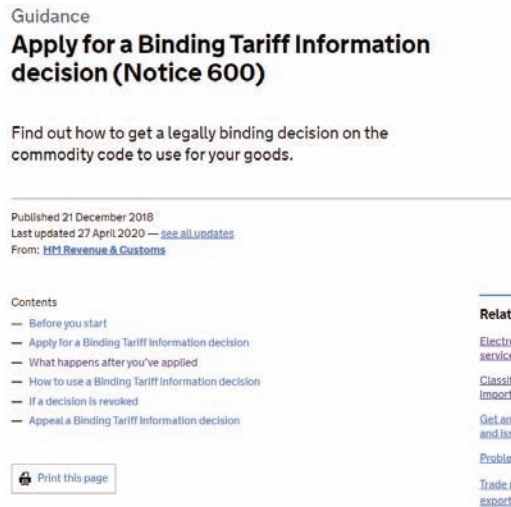 Guidance
Apply for a Binding Tariff Information
decision (Notice 600)
Find out how to get a legally binding decision on the
commodity code to use for your goods.
Published 21 December 2018
Last updated 27 April 2020 — see all updates
From: HM Revenue & Customs
Contents
— Before you start
— Apply for a Binding Tariff Information decision
— What happens after you've applied
— How to use a Binding Tariff Information decision
— If a decision is revoked
— Appeal a Binding Tariff Information decision
Print this page
Get an
and
Trade